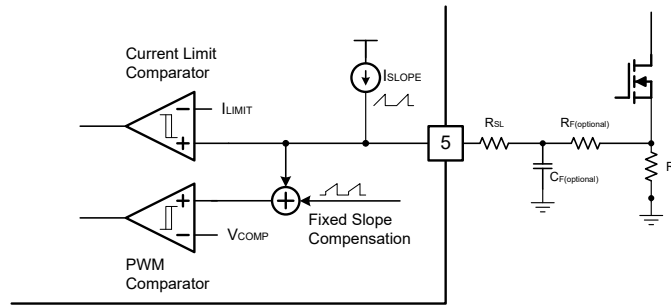 Current Limit
Comparator
ILIMIT
ISLOPE
5
RSL
RF(optional)
CF(optional)
R
Fixed Slope
Compensation
VCOMP
PWM
Comparator